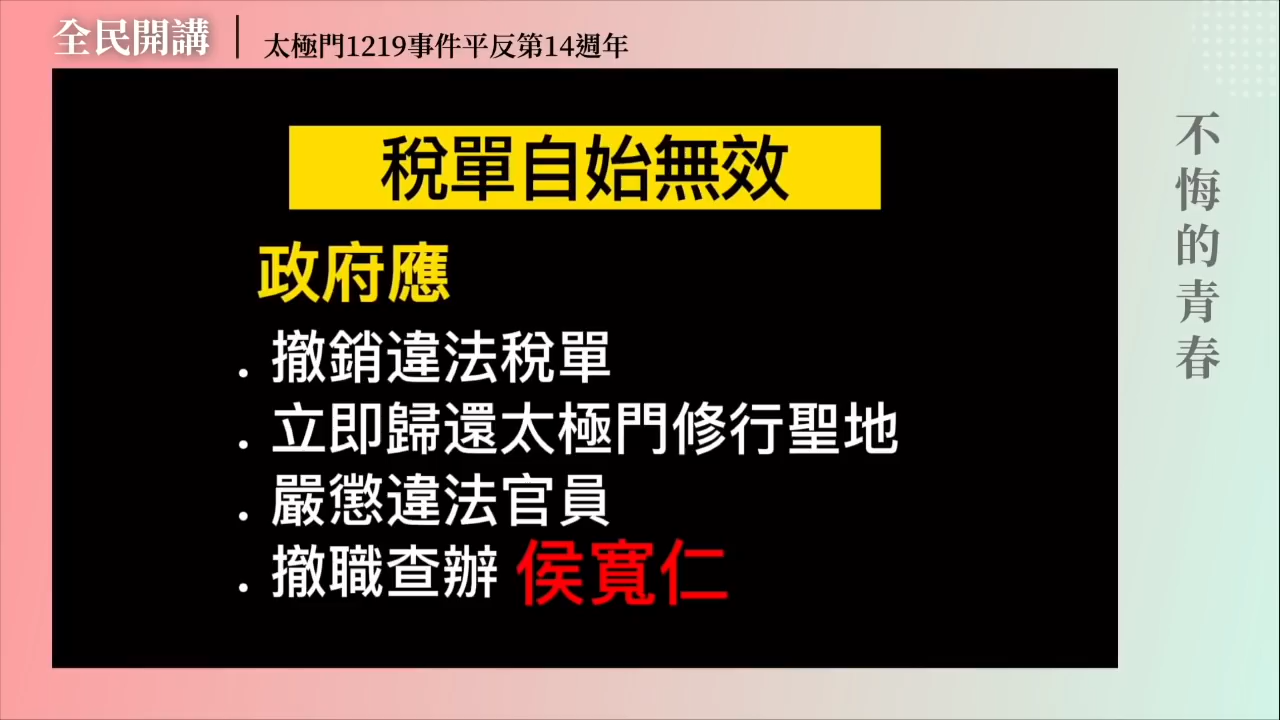 全民開講
太極門1219事件平反第14週年
稅單自始無效
政府應
. 撤銷違法稅單
. 立即歸還太極門修行聖地
. 嚴懲違法官員
. 撤職查辦 侯寬仁
不悔的青春